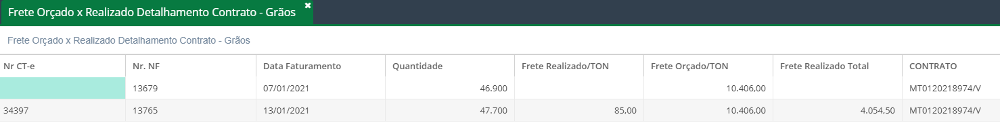 Frete Orçado x Realizado Detalhamento Contrato - Grãos
Frete Orçado x Realizado Detalhamento Contrato - Grãos
Nr CT-e Nr. NF Data Faturamento Quantidade Frete Realizado/TON Frete Orçado/TON Frete Realizado Total CONTRATO
13679 07/01/2021 46.900 10.406,00 MT0120218974/V
34397 13765 13/01/2021 47.700 85,00 10.406,00 4.054,50 MT0120218974/V